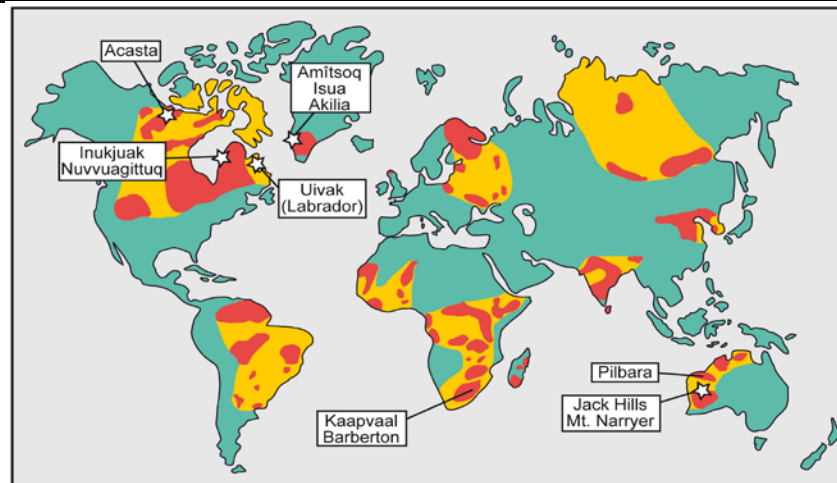 Acasta
Amîtsoq
Isua
Akilia
Inukjuak
Nuvvuagittuq
Uivak
(Labrador)
Pilbara
Jack Hills
Mt. Narryer
Kaapvaal
Barberton